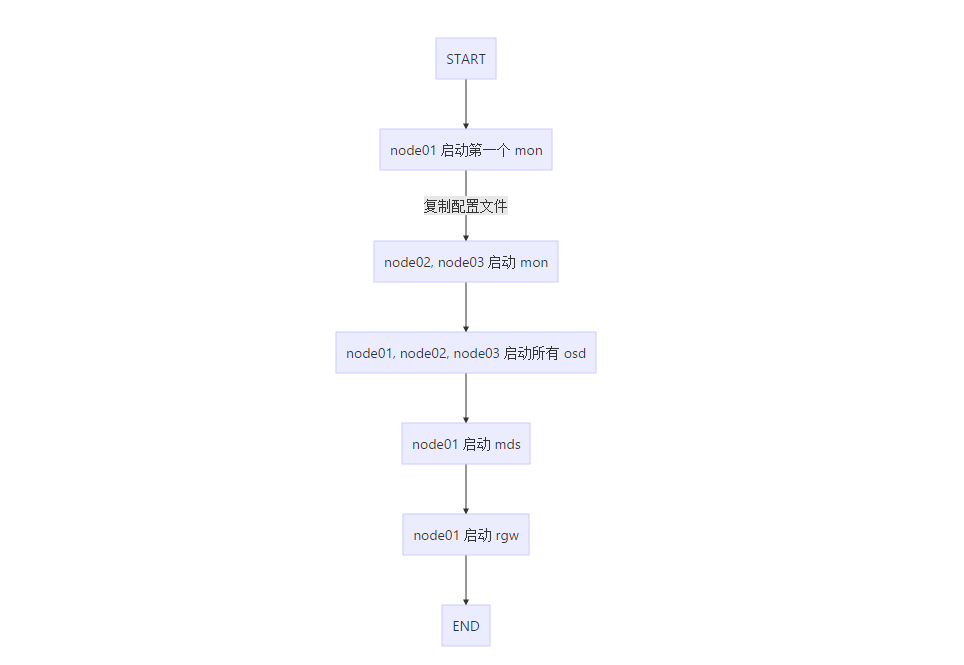 START
node01 启动第一个 mon
复制配置文件
node02, node03 启动 mon
node01, node02, node03 启动所有 osd
node01 启动 mds
node01 启动 rgw
END